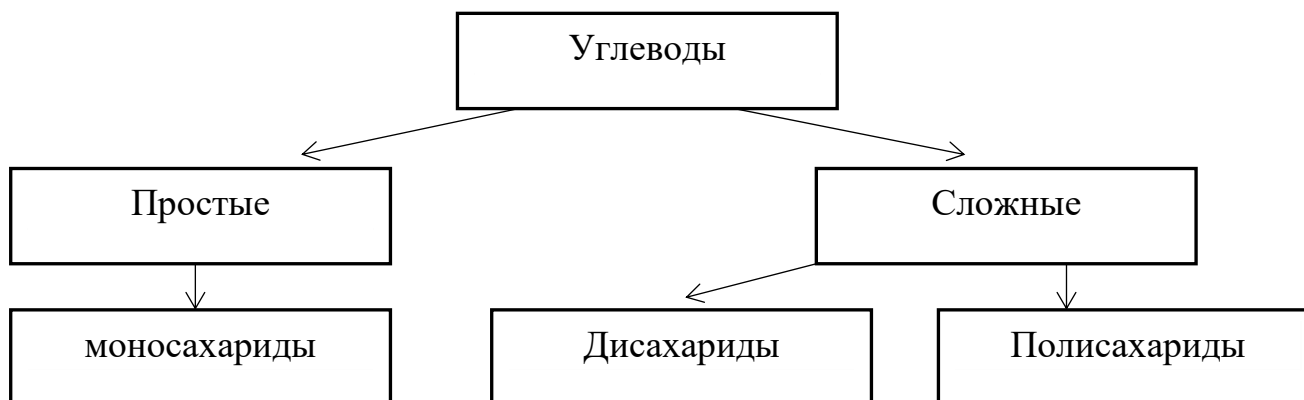 Углеводы
Простые
Сложные
моносахариды
Дисахариды
Полисахариды